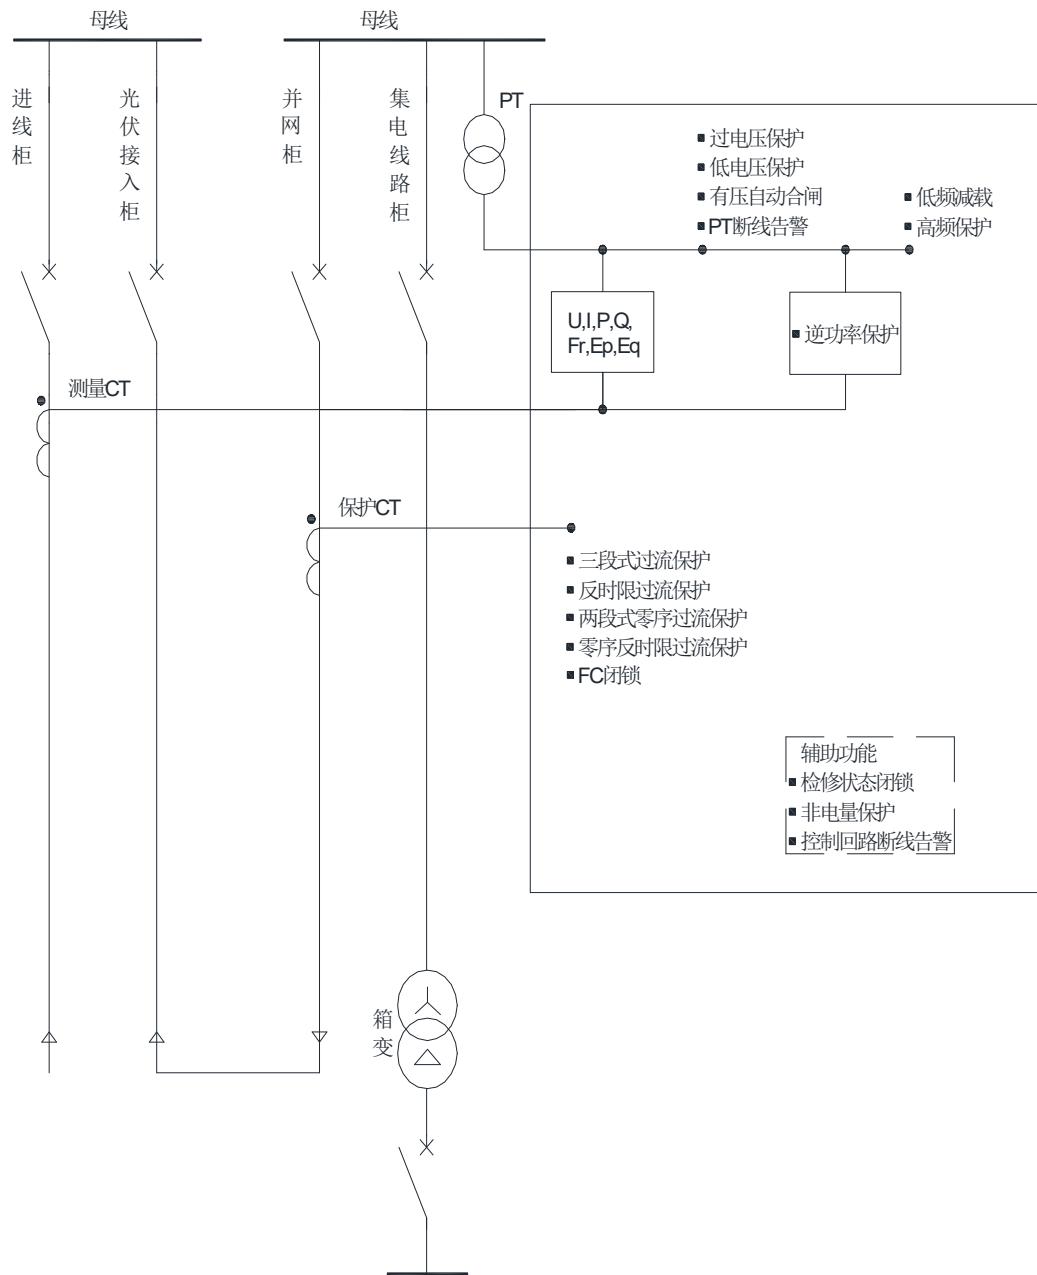 母线
母线
进线柜
光伏接入柜
并网柜
集电线路柜
PT
过电压保护
低电压保护
有压自动合闸
PT断线告警
低频减载
高频保护
U,I,P,Q,
Fr,Ep,Eq
逆功率保护
测量CT
保护CT
三段式过流保护
反时限过流保护
两段式零序过流保护
零序反时限过流保护
FC闭锁
辅助功能
检修状态闭锁
非电量保护
控制回路断线告警
箱变